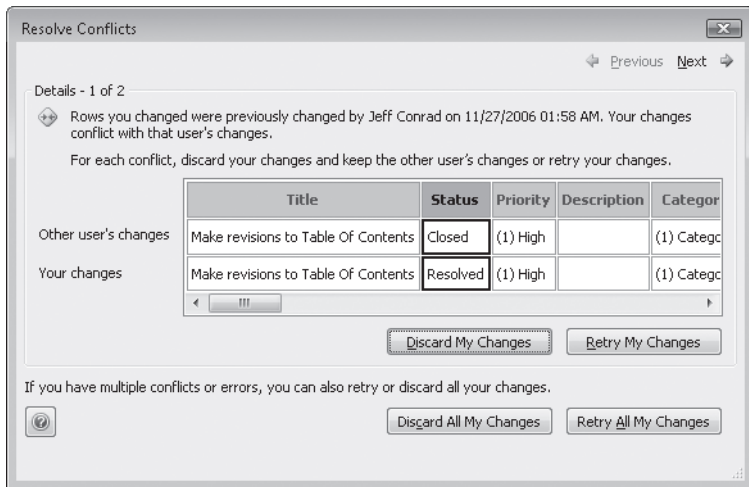 Resolve Conflicts
Previous Next
Details - 1 of 2
Rows you changed were previously changed by Jeff Conrad on 11/27/2006 01:58 AM. Your changes
conflict with that user's changes.
For each conflict, discard your changes and keep the other user's changes or retry your changes.
Title Status Priority Description Categor
Other user's changes Make revisions to Table Of Contents Closed (1) High (1) Catego
Your changes Make revisions to Table Of Contents Resolved (1) High (1) Catego
Discard My Changes Retry My Changes
If you have multiple conflicts or errors, you can also retry or discard all your changes.
Discard All My Changes Retry All My Changes